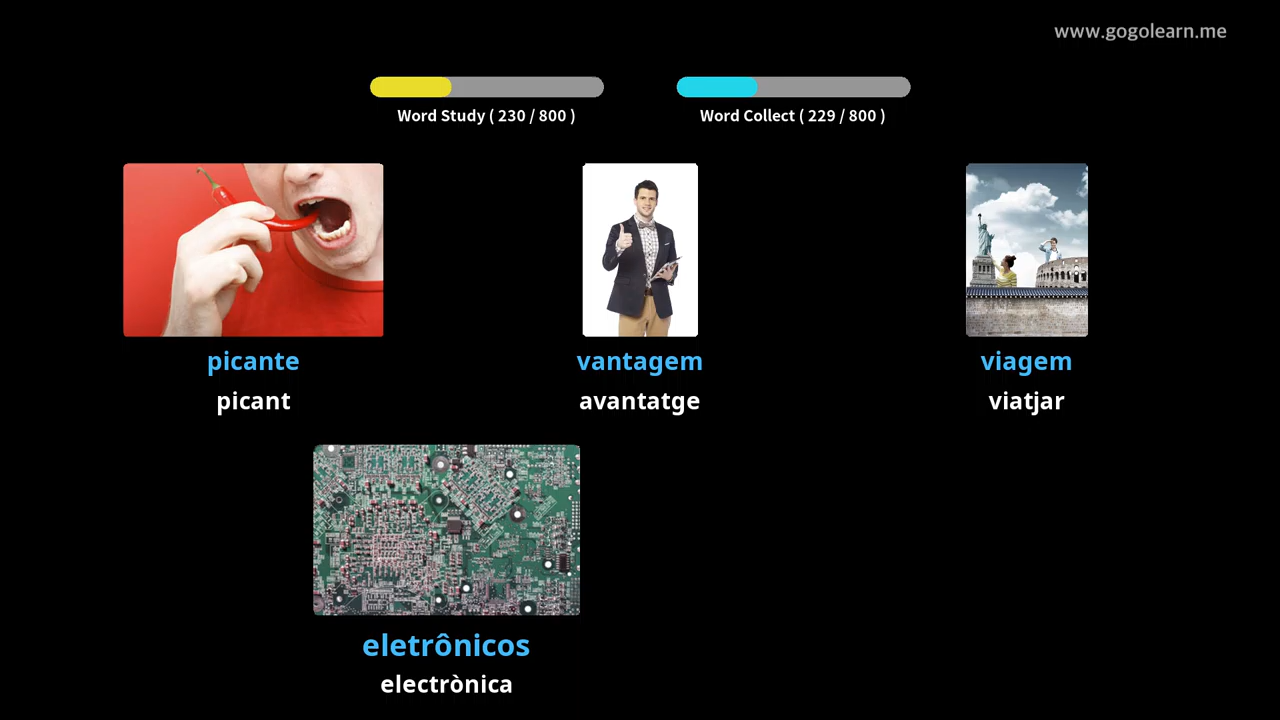 www.gogolearn.me
Word Study ( 230 / 800 )
Word Collect ( 229 / 800 )
picante
picant
vantagem
avantatge
viagem
viatjar
eletrônicos
electrònica